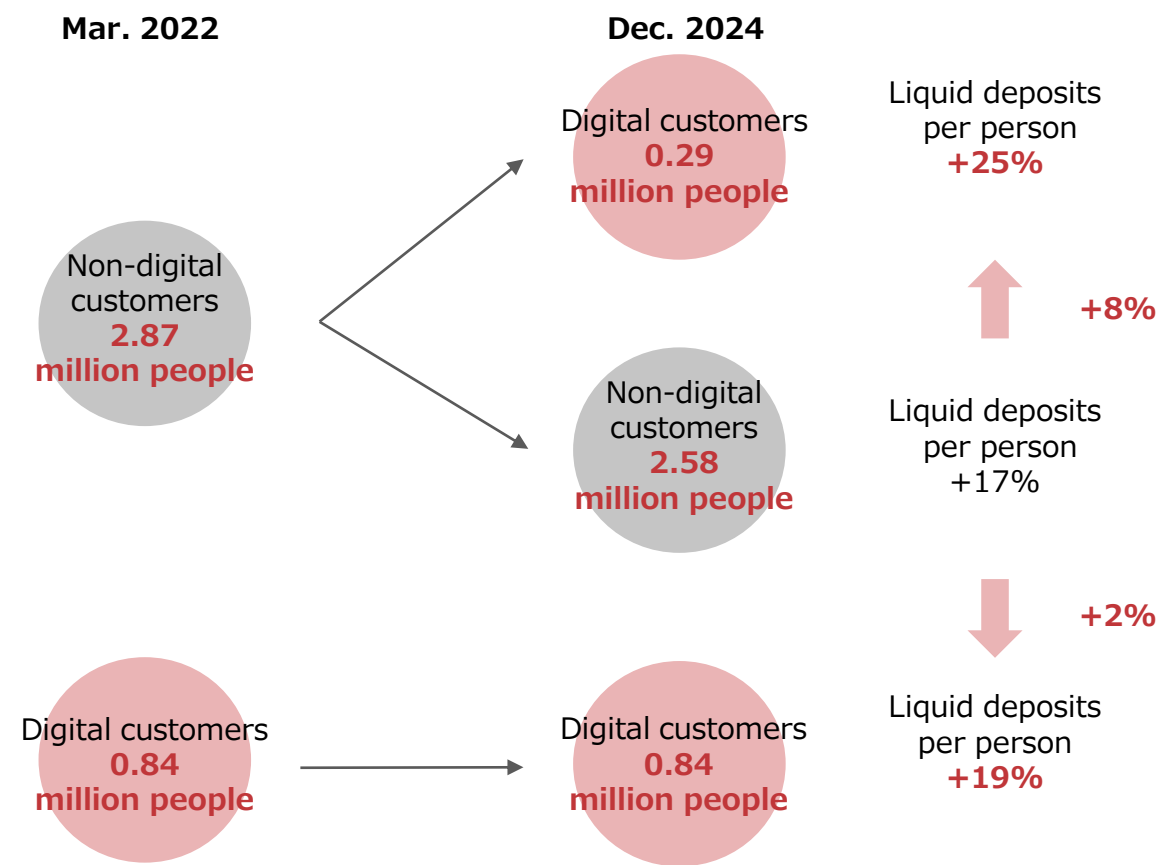 Mar. 2022
Dec. 2024
Digital customers
0.29
million people
Liquid deposits
per person
+25%
Non-digital
customers
2.87
million people
+8%
Non-digital
customers
2.58
million people
Liquid deposits
per person
+17%
+2%
Digital customers
0.84
million people
Digital customers
0.84
million people
Liquid deposits
per person
+19%